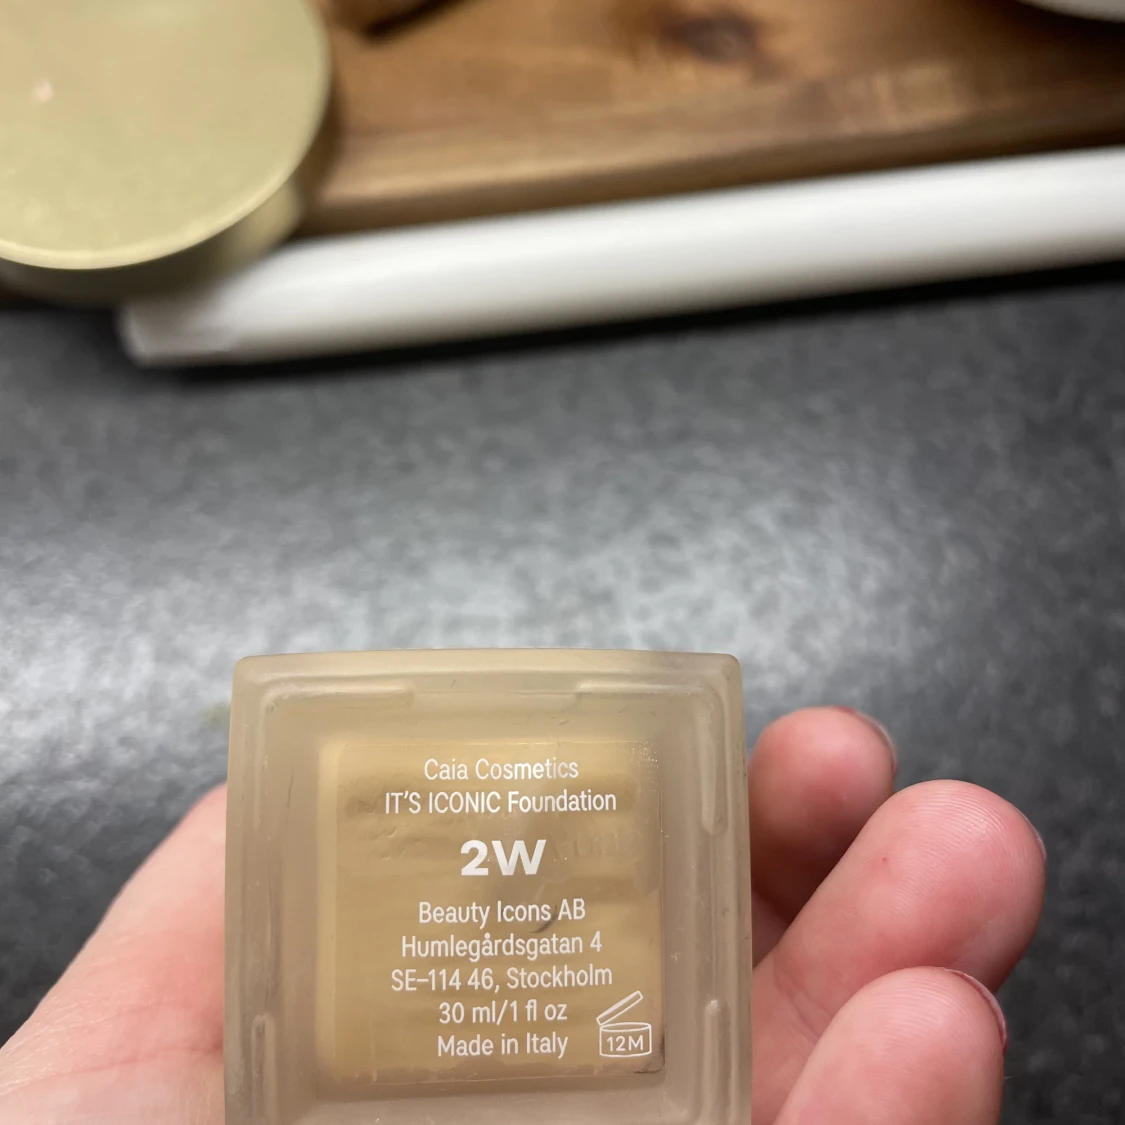 Caia Cosmetics
IT'S ICONIC Foundation
2W
Beauty Icons AB
Humlegårdsgatan 4
SE-114 46, Stockholm
30 ml/1 fl oz
Made in Italy
12M